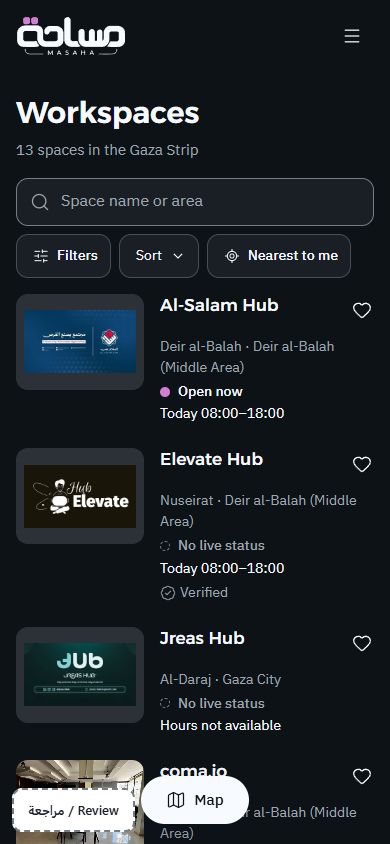 مساحة
MASAHA
Workspaces
13 spaces in the Gaza Strip
Space name or area
Filters
Sort
Nearest to me
Al-Salam Hub
Deir al-Balah · Deir al-Balah
(Middle Area)
Open now
Today 08:00–18:00
مجتمع يصنع الفرص
Elevate Hub
Nuseirat · Deir al-Balah (Middle
Area)
No live status
Today 08:00–18:00
Verified
Hub
Elevate
Jreas Hub
Al-Daraj · Gaza City
No live status
Hours not available
JREAS HUB
coma.io
al-Balah (Middle
Area)
Map
مراجعة / Review